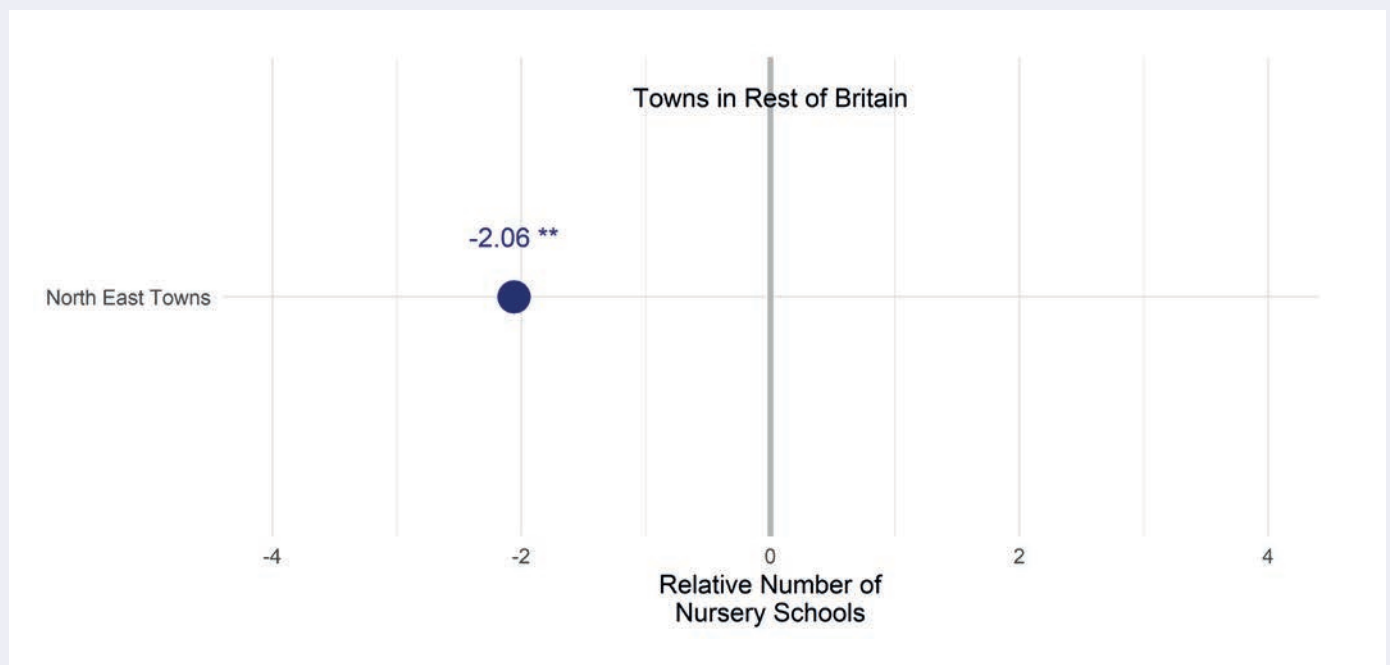 Towns in Rest of Britain
-2.06 **
North East Towns
-4
-2
0
2
4
Relative Number of
Nursery Schools